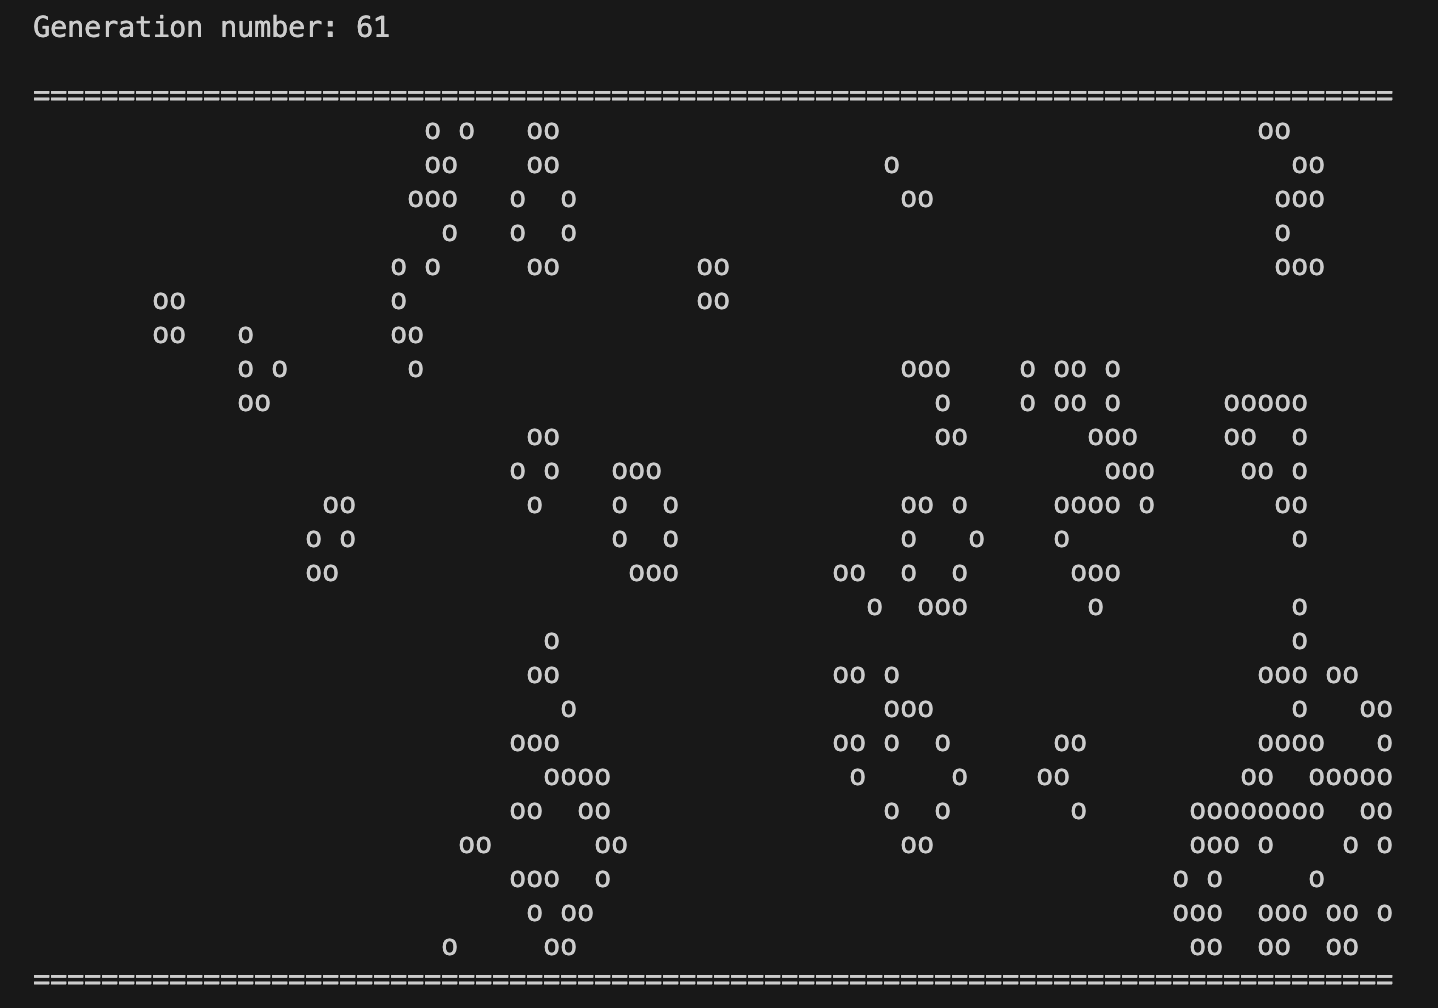 Generation number: 61

================================================================================
                       o o   oo                                         oo
                       oo    oo                   o                       oo
                      ooo   o  o                   oo                    ooo
                        o   o  o                                         o
                     o o     oo        oo                                ooo
       oo            o                 oo
       oo   o        oo
            o o       o                            ooo    o oo o
            oo                                       o    o oo o      ooooo
                             oo                      oo       ooo     oo  o
                            o o   ooo                          ooo     oo o
                 oo          o    o  o             oo o     oooo o       oo
                o o               o  o             o   o    o             o
                oo                 ooo         oo  o  o      ooo
                                                 o  ooo       o           o
                              o                                           o
                             oo                oo o                     ooo oo
                               o                  ooo                     o   oo
                            ooo                oo o  o      oo          oooo   o
                              oooo              o     o    oo          oo  ooooo
                            oo  oo                o  o       o      oooooooo  oo
                         oo      oo                oo               ooo o    o o
                            ooo  o                                 o o     o
                             o oo                                  ooo  ooo oo o
                        o     oo                                    oo  oo  oo
================================================================================